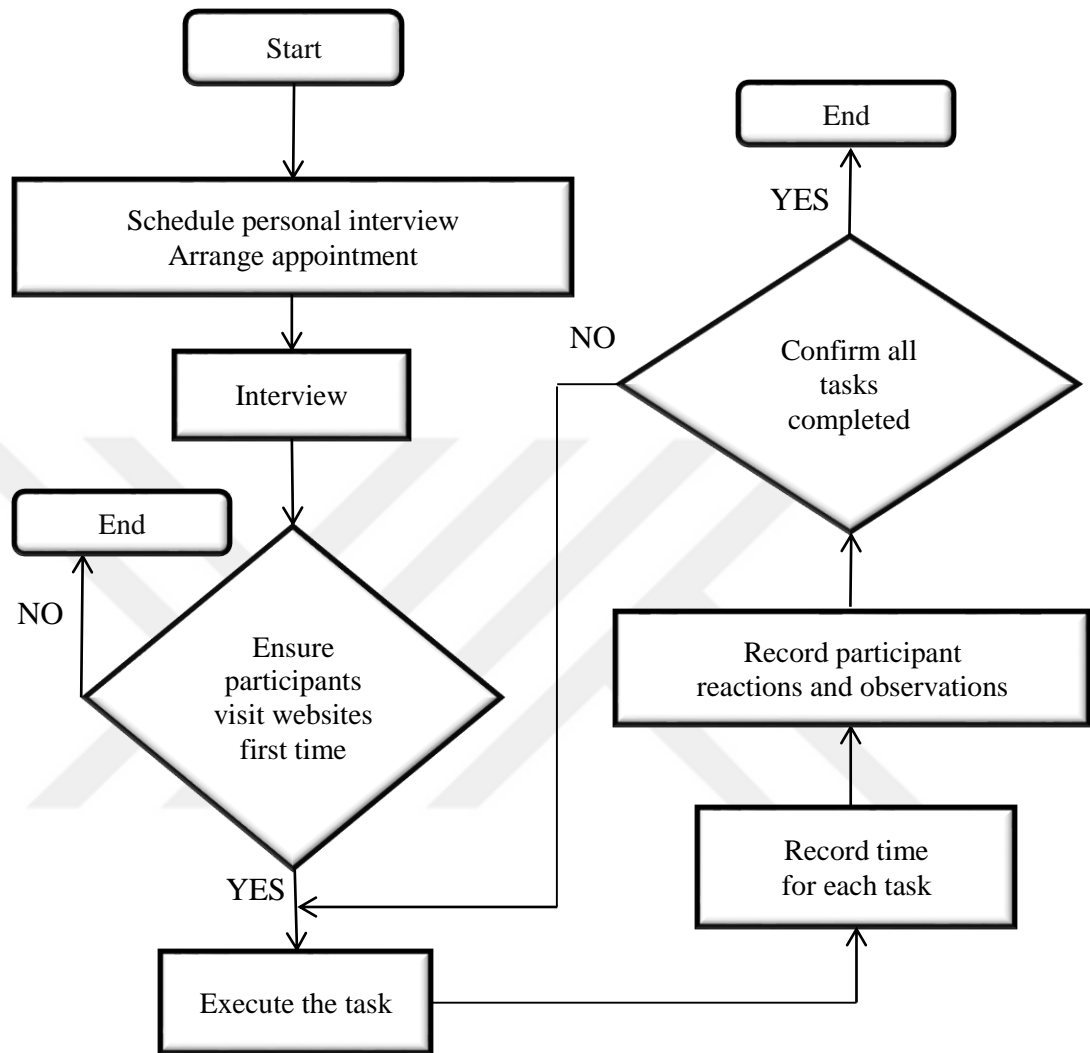 Start
Schedule personal interview
Arrange appointment
Interview
End
NO
Ensure
participants
visit websites
first time
YES
Execute the task
Record time
for each task
Record participant
reactions and observations
Confirm all
tasks
completed
NO
YES
End